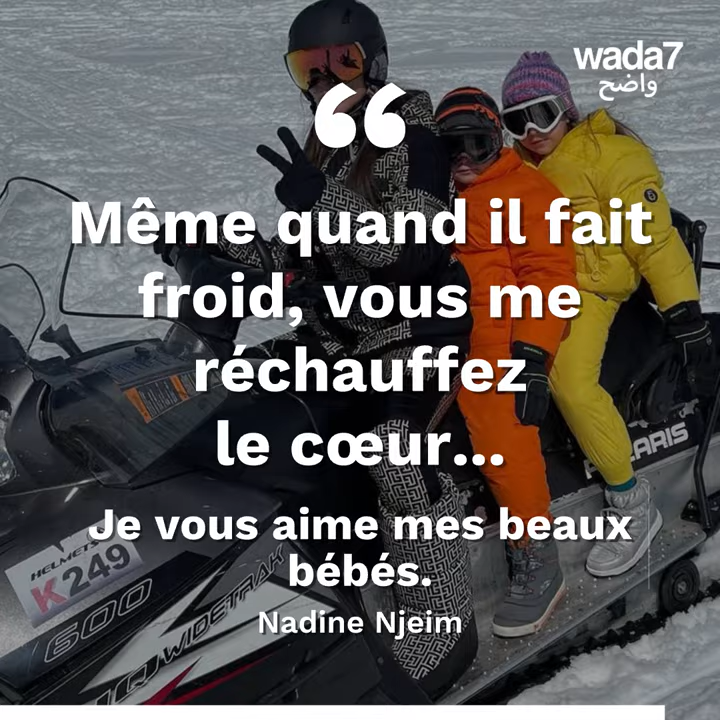 wada7
واضح
“
Même quand il fait
froid, vous me
réchauffez
le cœur...
Je vous aime mes beaux
bébés.
Nadine Njeim
POLARIS
HELMETS
K249
600
IQ WIDETRAK